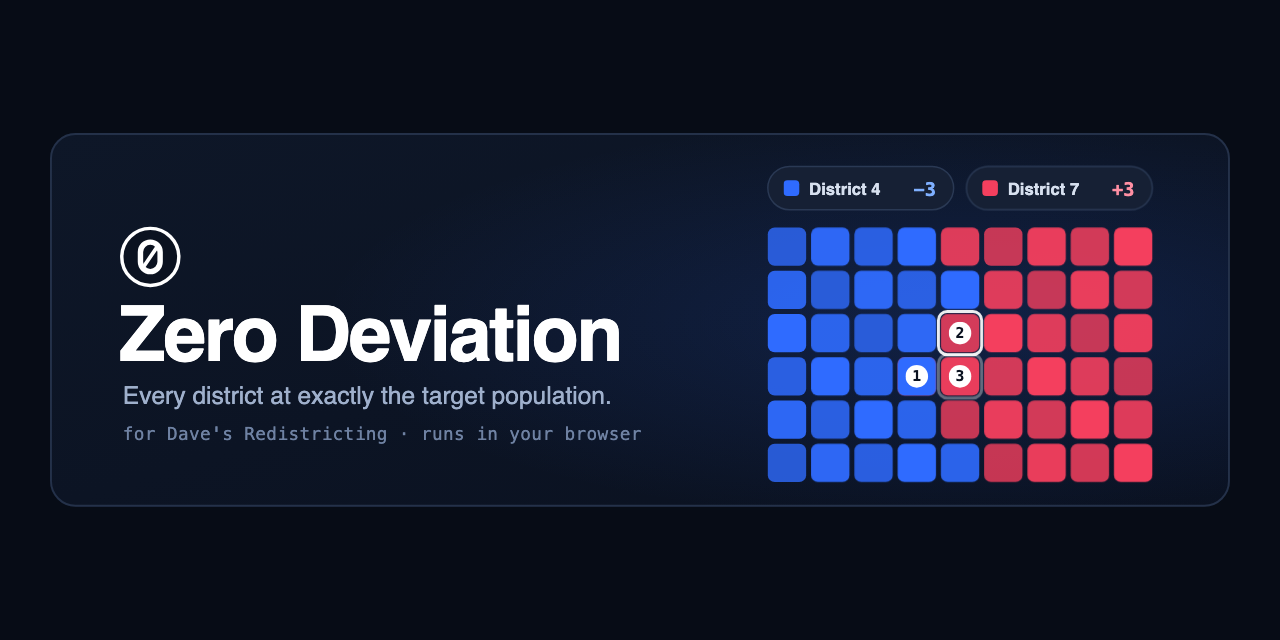 0
Zero Deviation
Every district at exactly the target population.
for Dave's Redistricting · runs in your browser
District 4 −3
District 7 +3
2
1 3